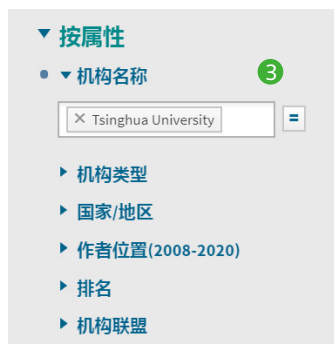 按属性
机构名称 3
× Tsinghua University =
机构类型
国家/地区
作者位置(2008-2020)
排名
机构联盟